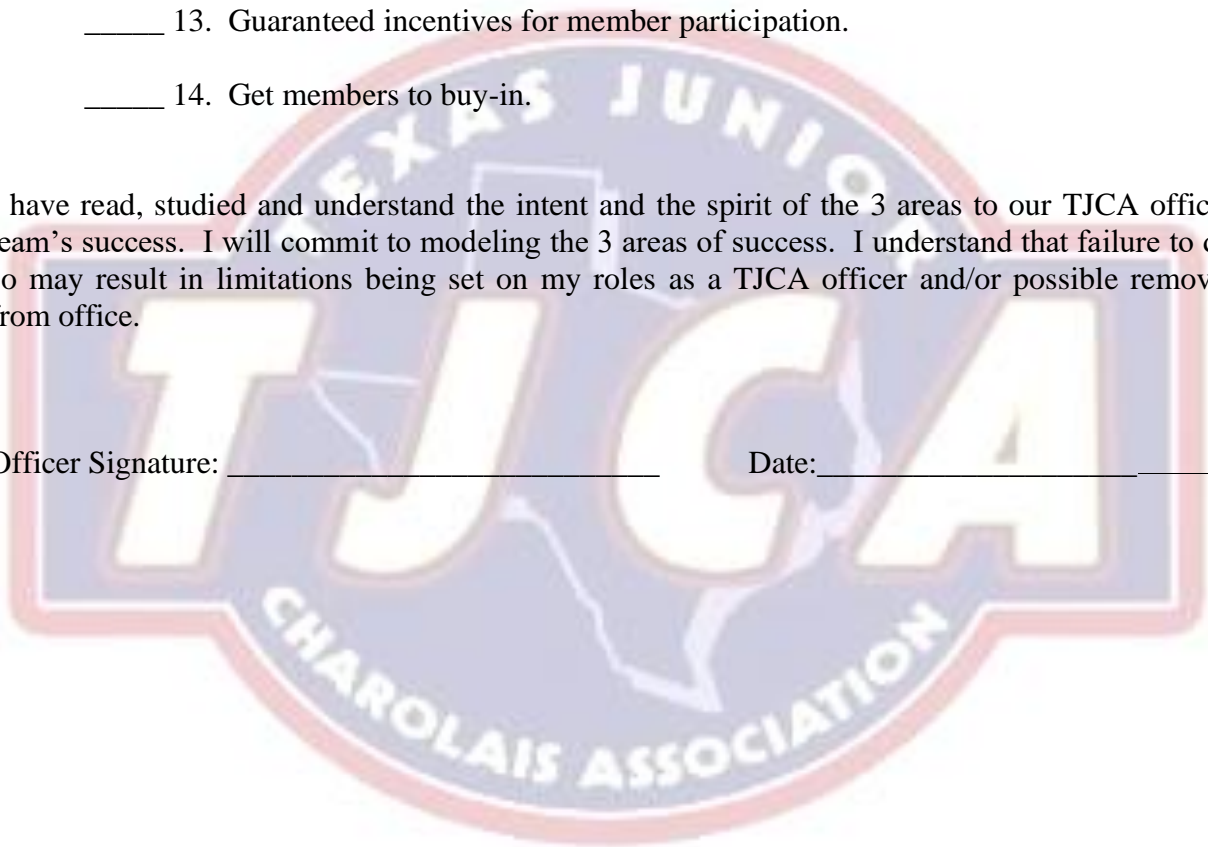 _____ 13. Guaranteed incentives for member participation.
_____ 14. Get members to buy-in.
have read, studied and understand the intent and the spirit of the 3 areas to our TJCA offic
eam’s success. I will commit to modeling the 3 areas of success. I understand that failure to
o may result in limitations being set on my roles as a TJCA officer and/or possible remov
rom office.
Officer Signature: ___________________________ Date:_________________________
TEXAS JUNIOR
TJCA
CHAROLAIS ASSOCIATION